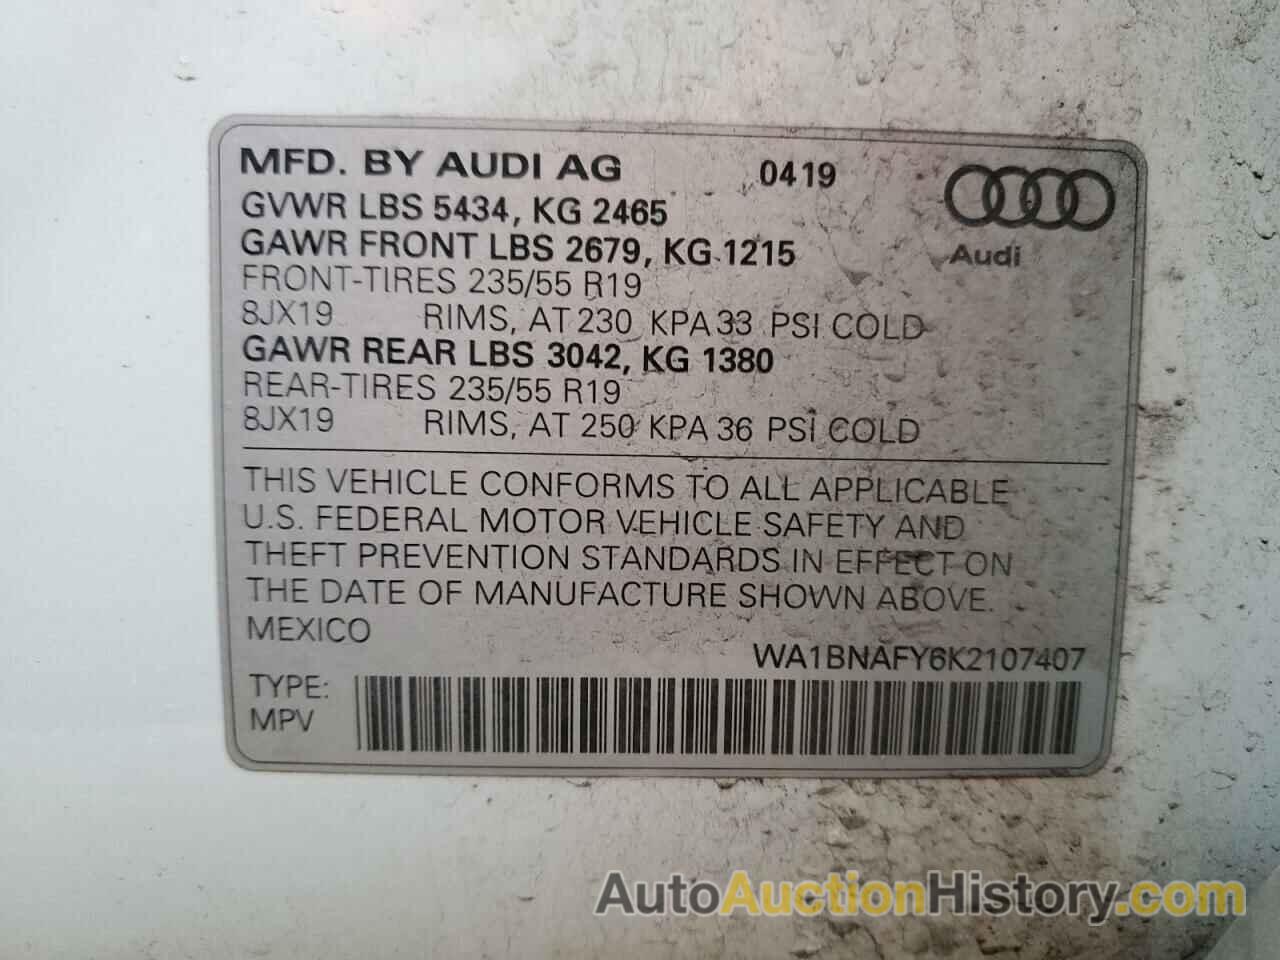 MFD. BY AUDI AG 0419
GVWR LBS 5434, KG 2465
GAWR FRONT LBS 2679, KG 1215
Audi
FRONT-TIRES 235/55 R19
8JX19 RIMS, AT 230 KPA 33 PSI COLD
GAWR REAR LBS 3042, KG 1380
REAR-TIRES 235/55 R19
8JX19 RIMS, AT 250 KPA 36 PSI COLD
THIS VEHICLE CONFORMS TO ALL APPLICABLE
U.S. FEDERAL MOTOR VEHICLE SAFETY AND
THEFT PREVENTION STANDARDS IN EFFECT ON
THE DATE OF MANUFACTURE SHOWN ABOVE.
MEXICO
WA1BNAFY6K2107407
TYPE:
MPV
AutoAuctionHistory.com